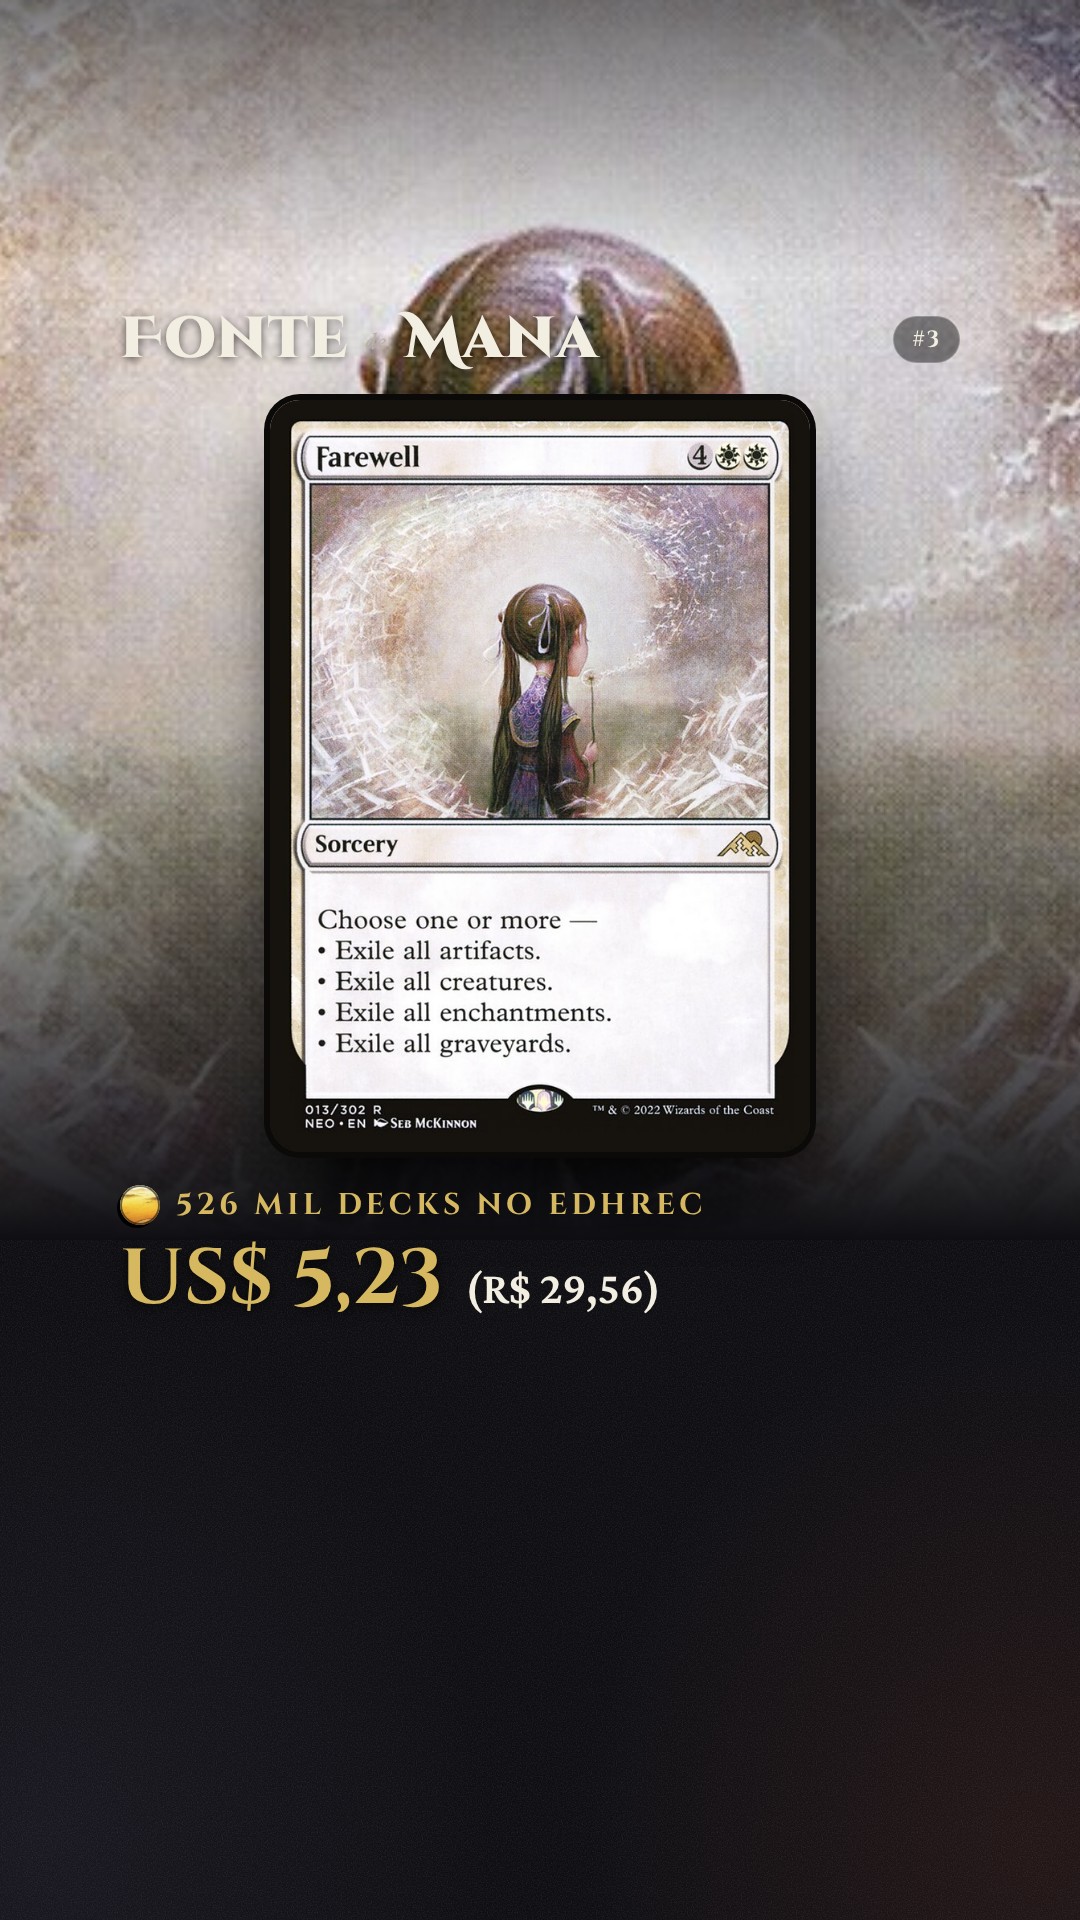 FONTE MANA
#3
Farewell
4
Sorcery
Choose one or more —
• Exile all artifacts.
• Exile all creatures.
• Exile all enchantments.
• Exile all graveyards.
013/302 R
NEO • EN SEB MCKINNON
™ & © 2022 Wizards of the Coast
526 MIL DECKS NO EDHREC
US$ 5,23 (R$ 29,56)